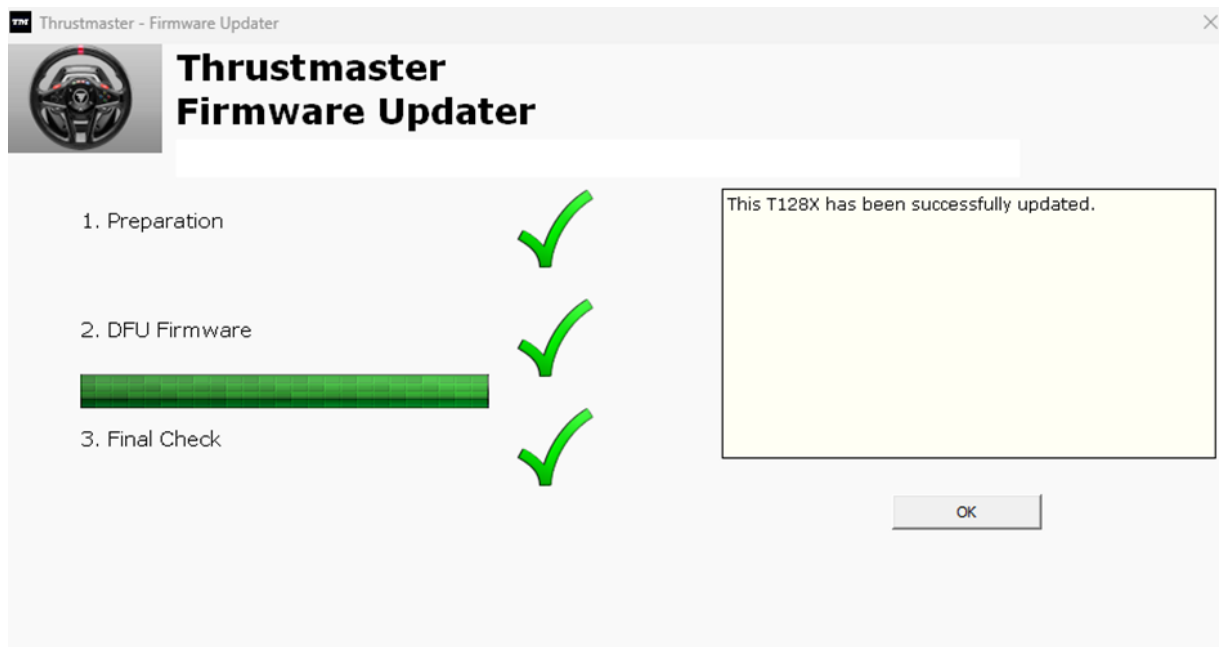 TM Thrustmaster - Firmware Updater
Thrustmaster
Firmware Updater
1. Preparation
2. DFU Firmware
3. Final Check
This T128X has been successfully updated.
OK